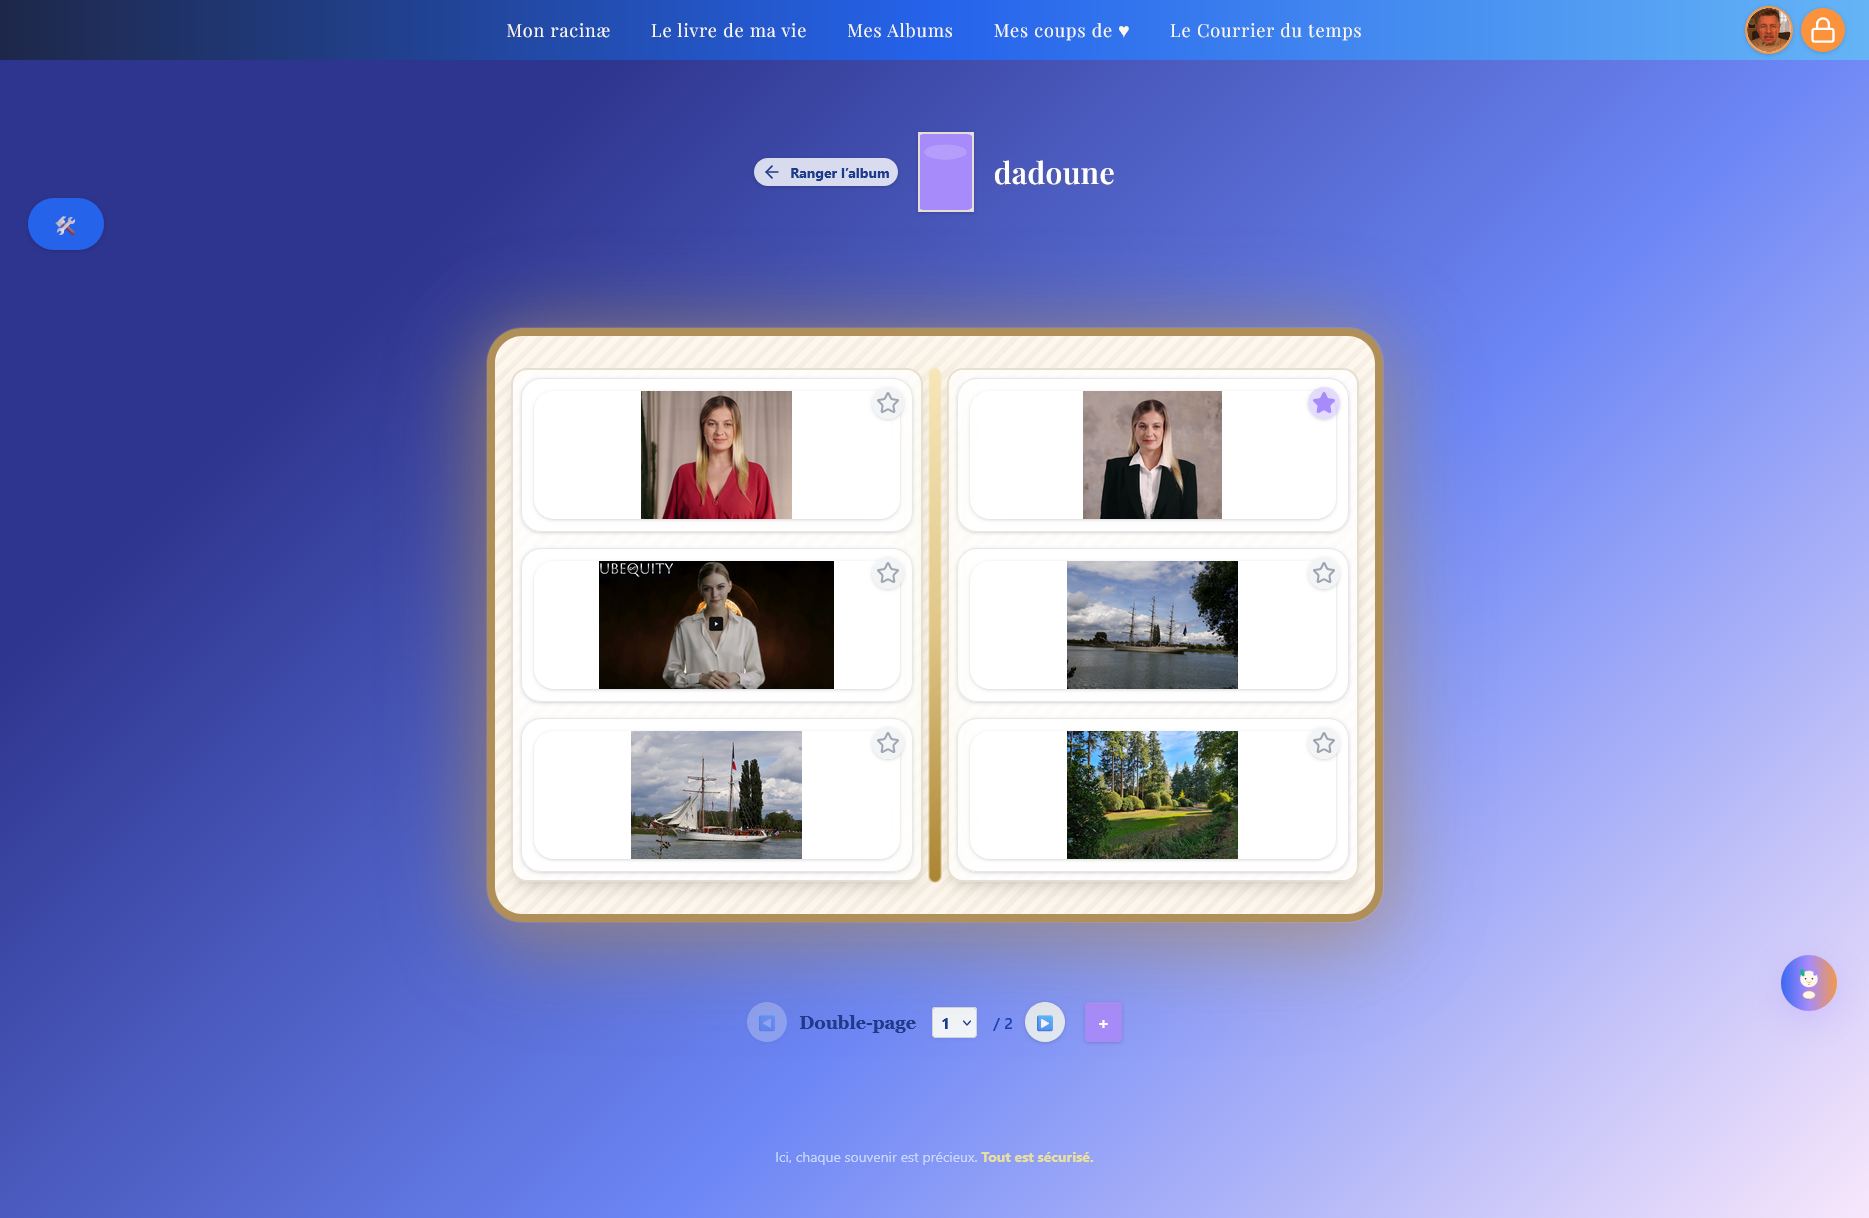 Mon racinæ Le livre de ma vie Mes Albums Mes coups de ♥ Le Courrier du temps
Ranger l’album dadoune
UBEQUITY
Double-page 1 / 2 +
Ici, chaque souvenir est précieux. Tout est sécurisé.